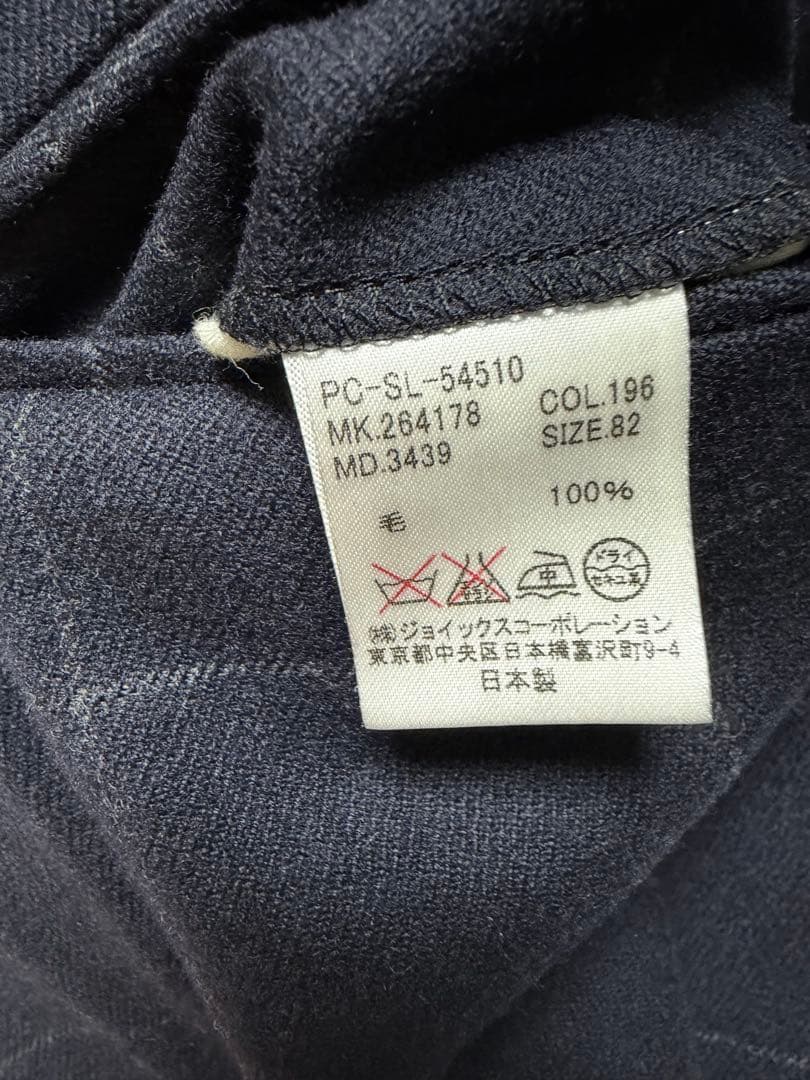 PC-SL-54510
MK.264178 COL.196
MD.3439 SIZE.82
毛 100%
中 ドライ セキユ系
(株)ジョイックスコーポレーション
東京都中央区日本橋富沢町9-4
日本製